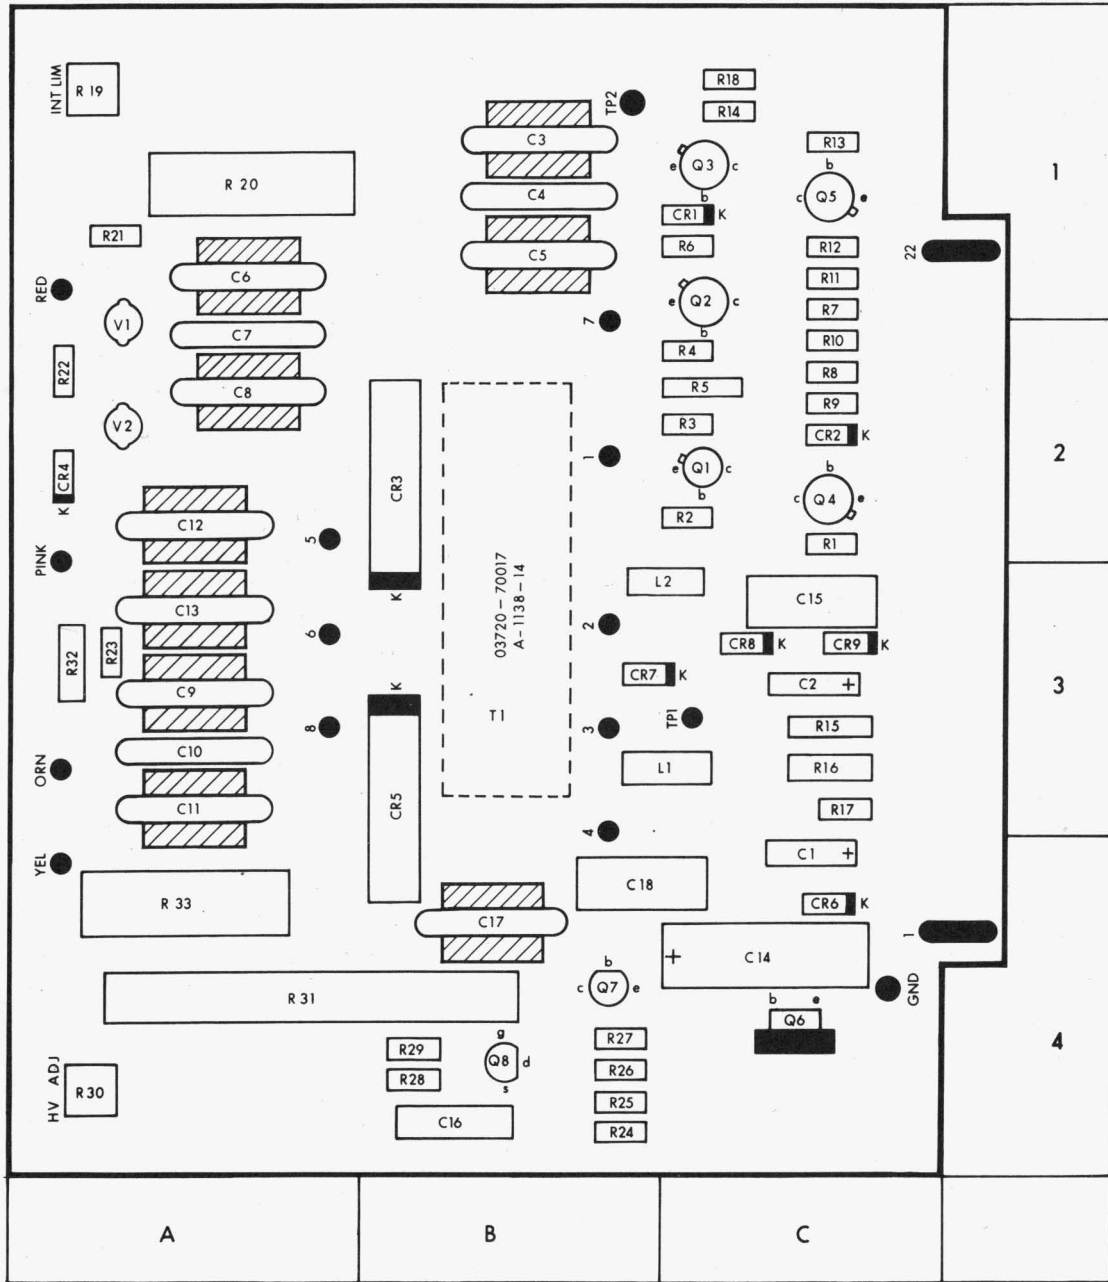 INT LIM
R 19
TP2
R18
R14
C3
R13
e Q3 c
b
b
c Q5 e
1
R 20
C4
CR1 K
R21
C5
R6
R12
22
C6
R11
RED
e Q2 c
b
R7
V1
7
C7
R10
R4
R22
C8
R8
R5
R9
V2
R3
CR2 K
CR4
K
1
2
e Q1 c
b
b
c Q4 e
CR3
C12
R2
5
R1
PINK
L2
K
C15
C13
03720-70017
A-1138-14
2
6
CR8 K
CR9 K
R32
R23
CR7 K
K
C9
C2 +
3
T1
TP1
8
3
R15
C10
ORN
L1
R16
C11
CR5
R17
4
YEL
C1 +
C18
R 33
CR6 K
C17
1
+ C14
b
c Q7 e
GND
R 31
b e
Q6
g
Q8 d
s
R29
R27
4
R28
R26
HV ADJ
R30
R25
C16
R24
A
B
C